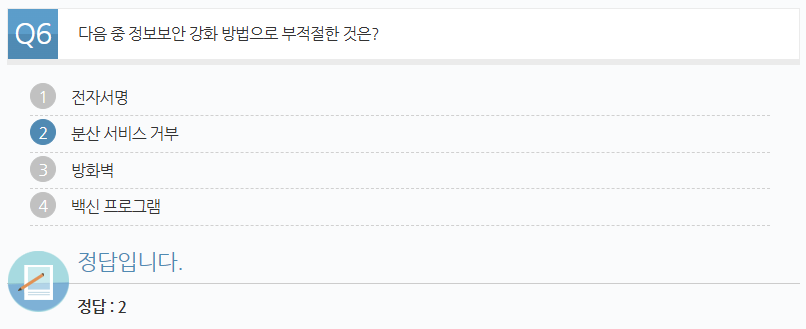 Q6 다음 중 정보보안 강화 방법으로 부적절한 것은?
1 전자서명
2 분산 서비스 거부
3 방화벽
4 백신 프로그램
정답입니다.
정답 : 2